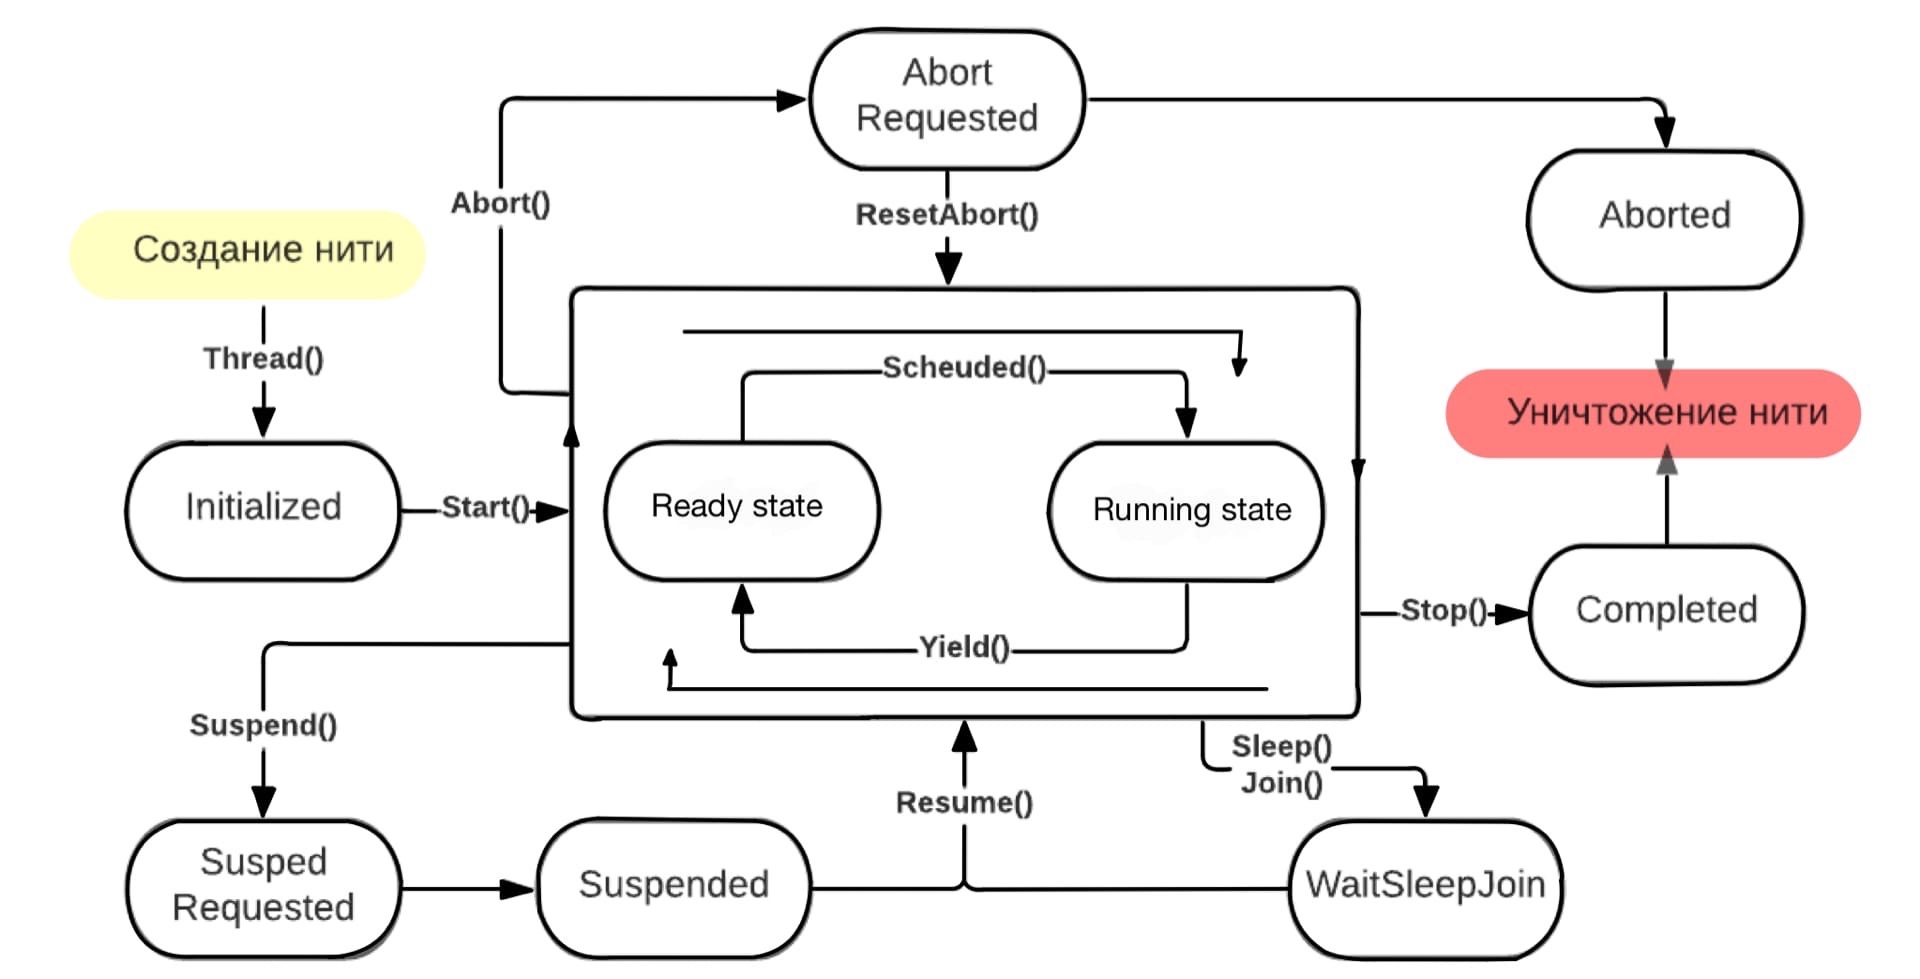 Abort
Requested
Abort()
ResetAbort()
Aborted
Создание нити
Thread()
Scheuded()
Уничтожение нити
Initialized
Start()
Ready state
Running state
Stop()
Completed
Yield()
Suspend()
Sleep()
Join()
Resume()
Susped
Requested
Suspended
WaitSleepJoin